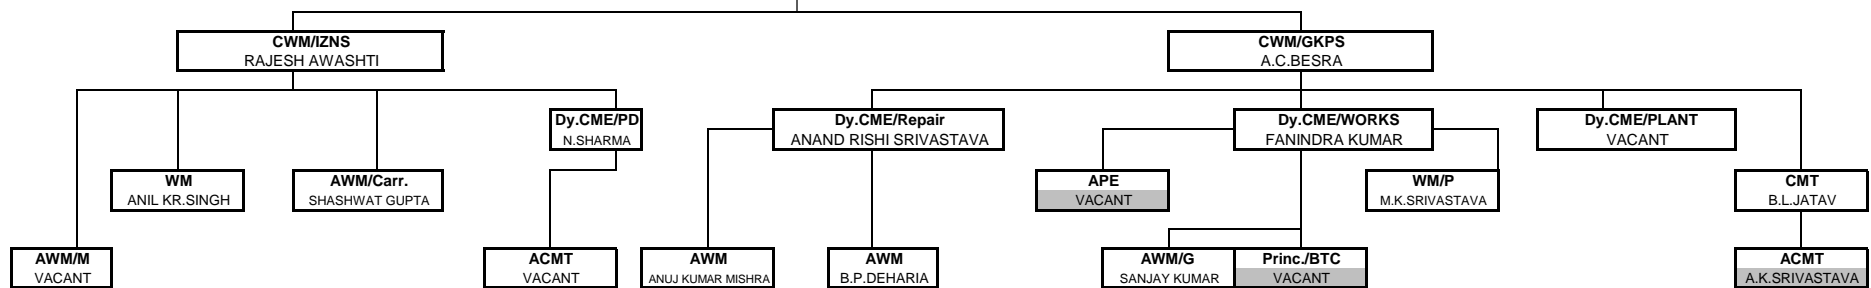 CWM/IZNS
RAJESH AWASHTI
CWM/GKPS
A.C.BESRA
Dy.CME/PD
N.SHARMA
Dy.CME/Repair
ANAND RISHI SRIVASTAVA
Dy.CME/WORKS
FANINDRA KUMAR
Dy.CME/PLANT
VACANT
WM
ANIL KR.SINGH
AWM/Carr.
SHASHWAT GUPTA
APE
VACANT
WM/P
M.K.SRIVASTAVA
CMT
B.L.JATAV
AWM/M
VACANT
ACMT
VACANT
AWM
ANUJ KUMAR MISHRA
AWM
B.P.DEHARIA
AWM/G
SANJAY KUMAR
Princ./BTC
VACANT
ACMT
A.K.SRIVASTAVA